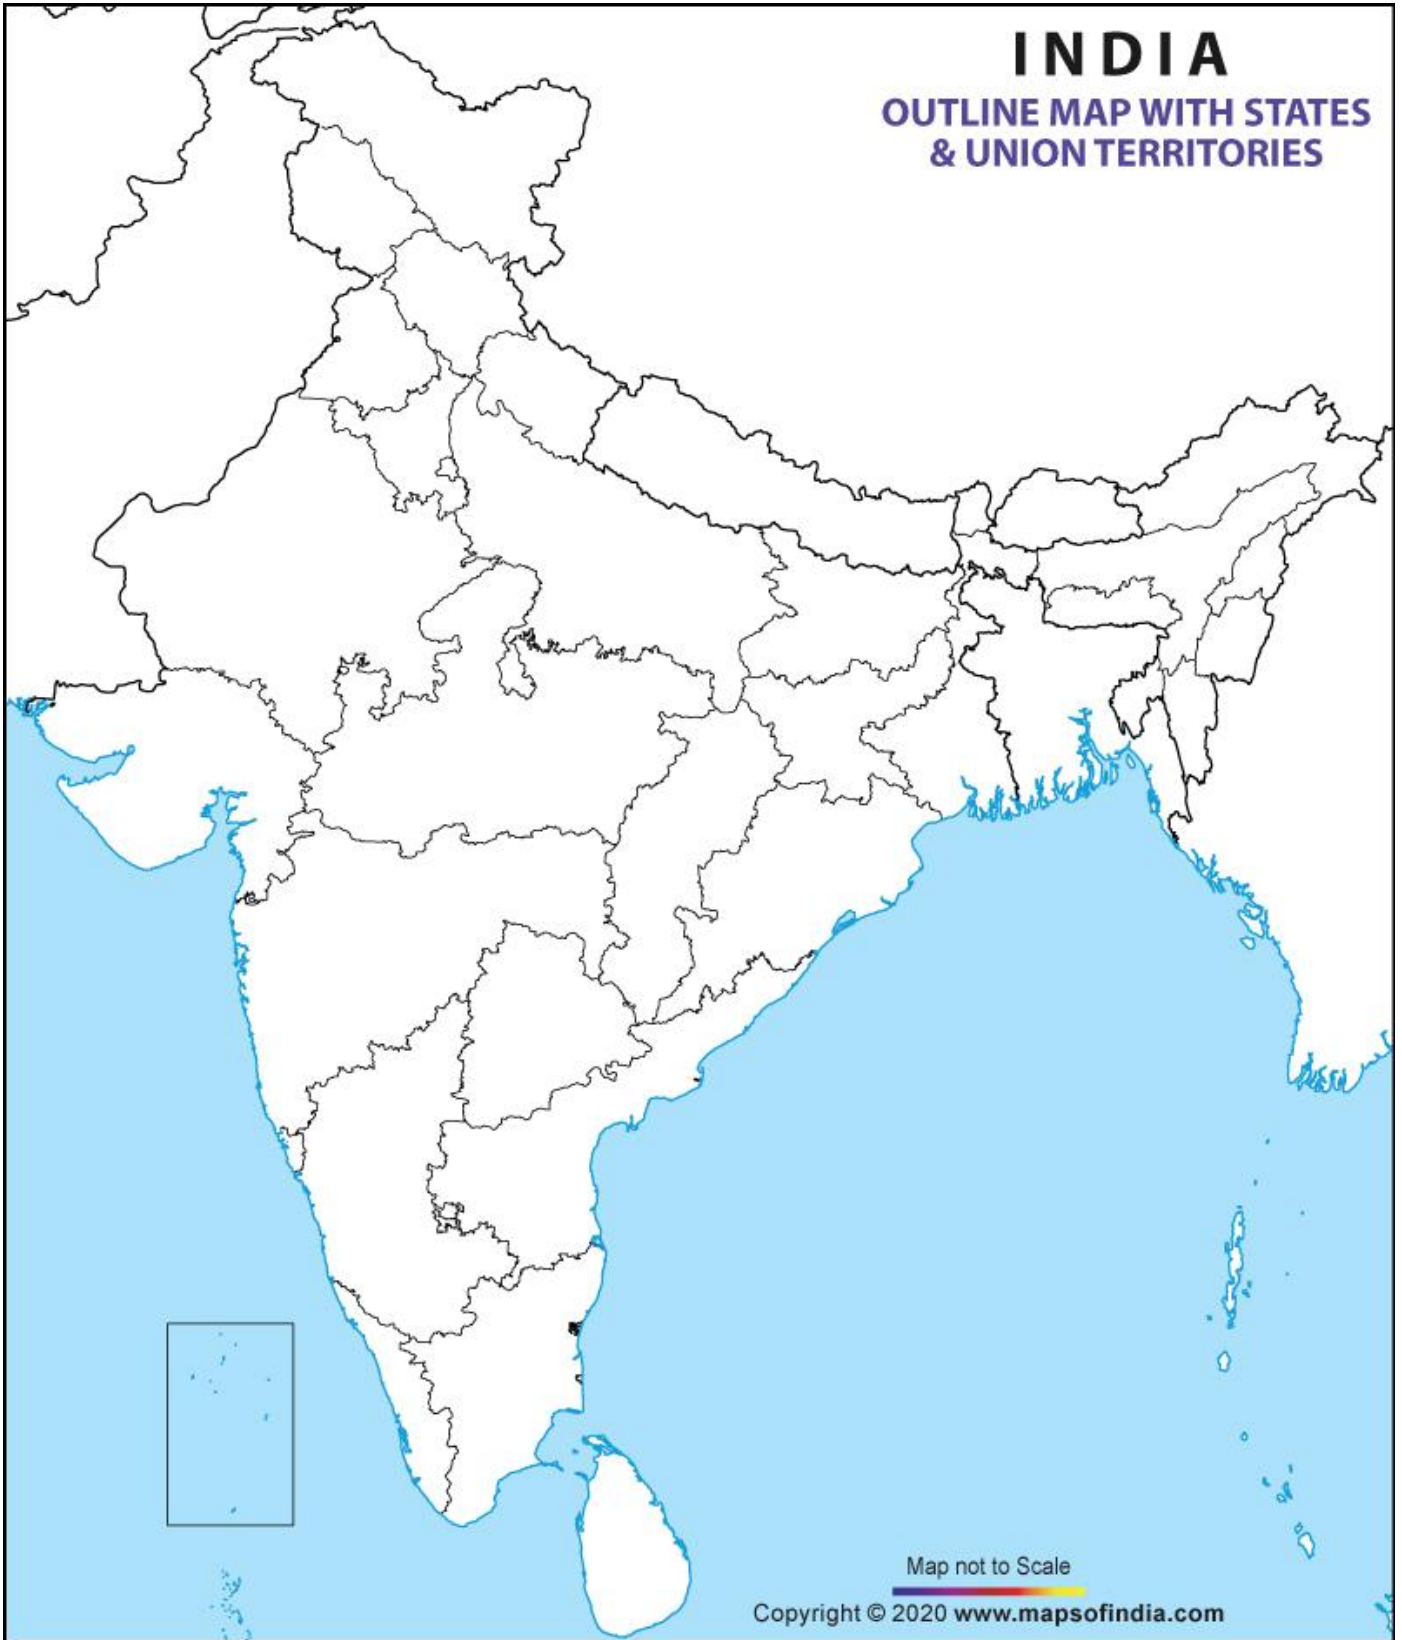 INDIA
OUTLINE MAP WITH STATES
& UNION TERRITORIES
Map not to Scale
Copyright © 2020 www.mapsofindia.com